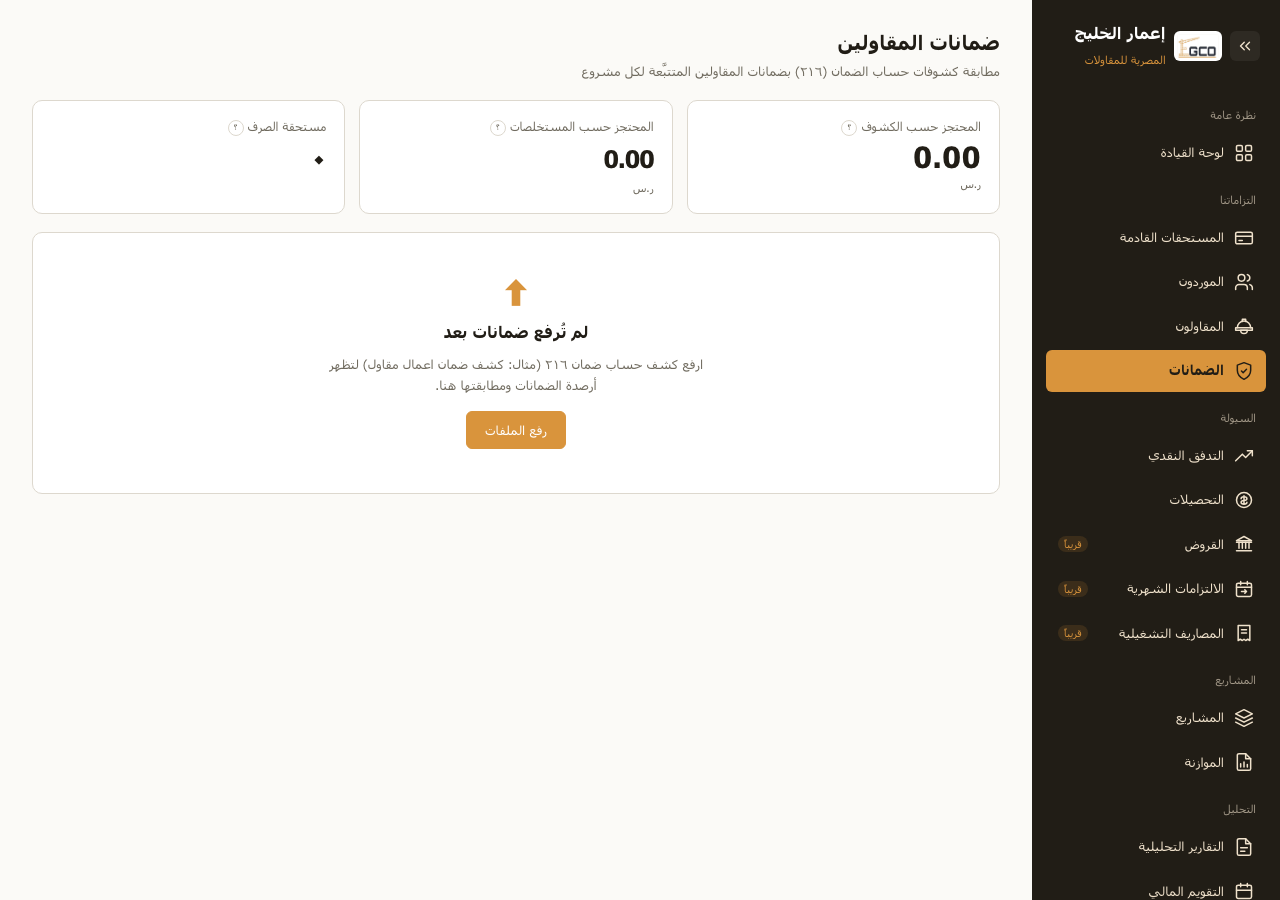 إعمار الخليج
المصرية للمقاولات
GCO
نظرة عامة
لوحة القيادة
التزاماتنا
المستحقات القادمة
الموردون
المقاولون
الضمانات
السيولة
التدفق النقدي
التحصيلات
القروض
قريباً
الالتزامات الشهرية
قريباً
المصاريف التشغيلية
قريباً
المشاريع
المشاريع
الموازنة
التحليل
التقارير التحليلية
التقويم المالي
ضمانات المقاولين
مطابقة كشوفات حساب الضمان (٢١٦) بضمانات المقاولين المتتبَّعة لكل مشروع
المحتجز حسب الكشوف ؟
0.00
ر.س
المحتجز حسب المستخلصات ؟
0.00
ر.س
مستحقة الصرف ؟
٠
لم تُرفع ضمانات بعد
ارفع كشف حساب ضمان ٢١٦ (مثال: كشف ضمان اعمال مقاول) لتظهر
أرصدة الضمانات ومطابقتها هنا.
رفع الملفات